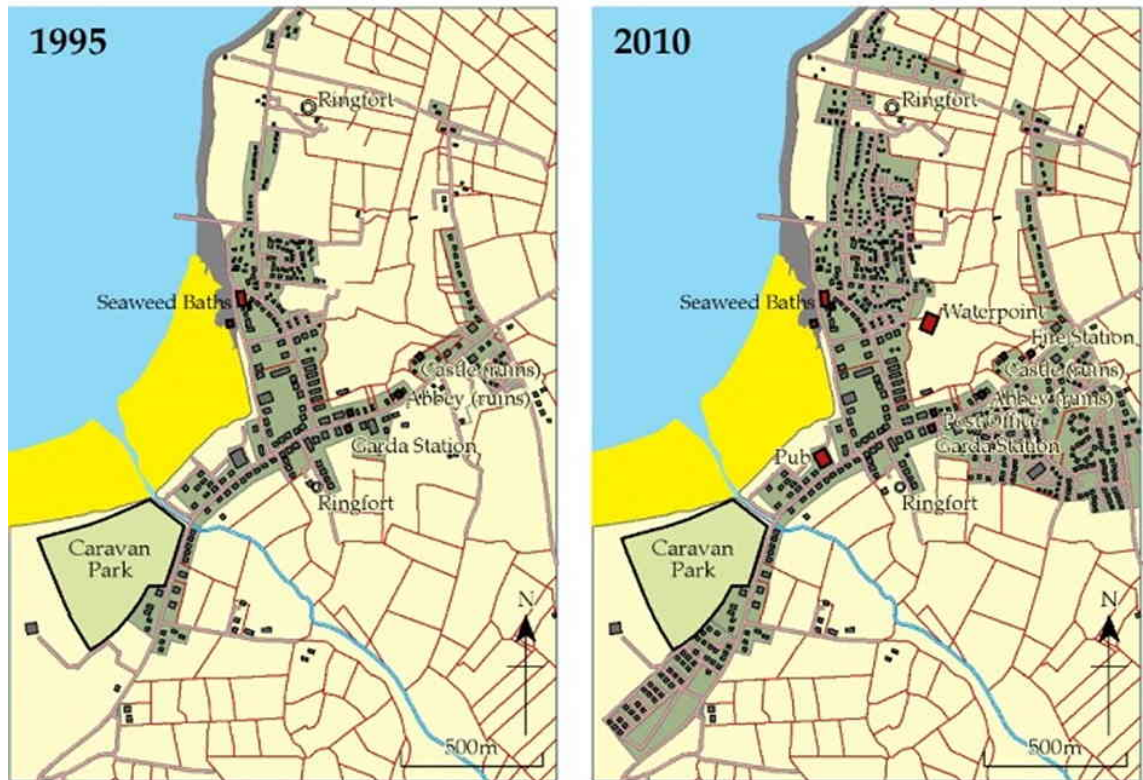 1995
Ringfort
Seaweed Baths
Castle (ruins)
Abbey (ruins)
Garda Station
Ringfort
Caravan
Park
N
500m
2010
Ringfort
Seaweed Baths
Waterpoint
Fire Station
Castle (ruins)
Abbey (ruins)
Post Office
Garda Station
Pub
Ringfort
Caravan
Park
N
500m